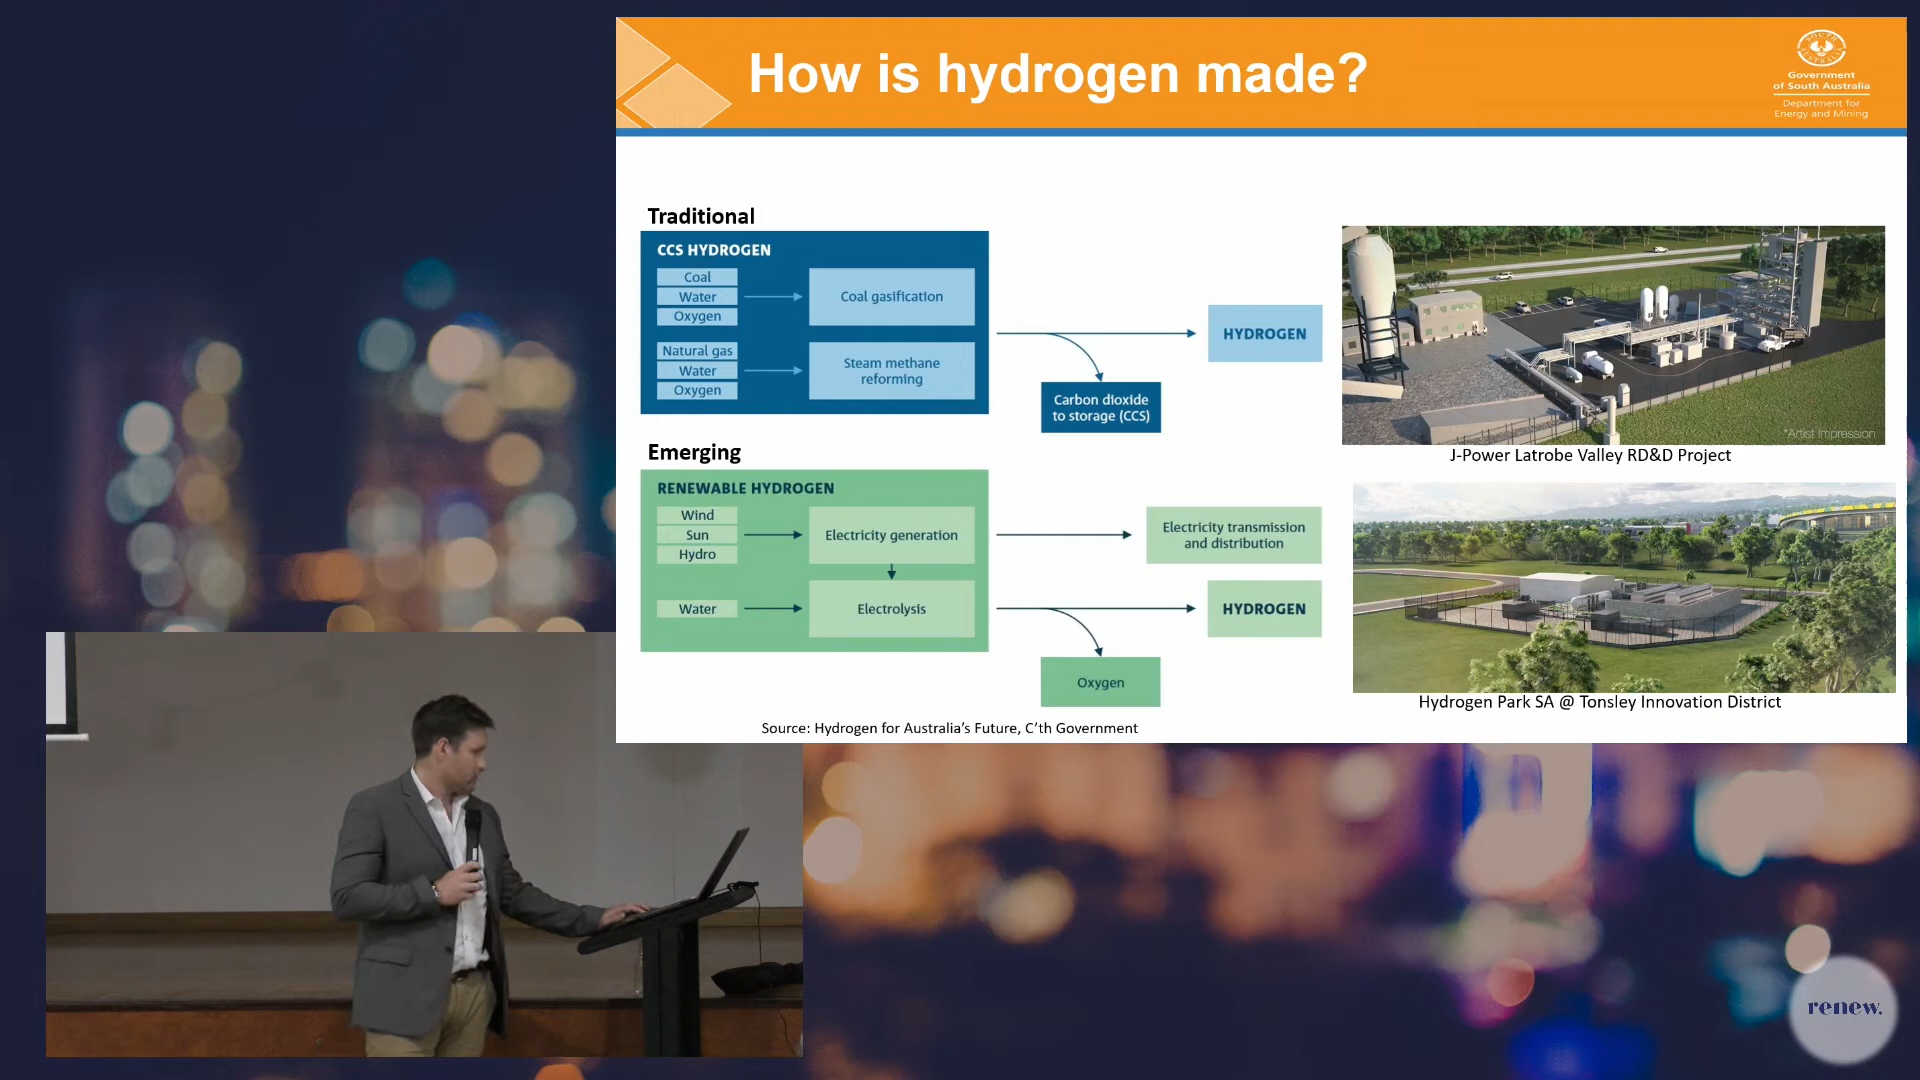 How is hydrogen made?
SOUTH AUSTRALIA
Government
of South Australia
Department for
Energy and Mining
Traditional
CCS HYDROGEN
Coal
Water
Oxygen
Coal gasification
Natural gas
Water
Oxygen
Steam methane
reforming
HYDROGEN
Carbon dioxide
to storage (CCS)
*Artist Impression
J-Power Latrobe Valley RD&D Project
Emerging
RENEWABLE HYDROGEN
Wind
Sun
Hydro
Electricity generation
Electricity transmission
and distribution
Water
Electrolysis
HYDROGEN
Oxygen
Hydrogen Park SA @ Tonsley Innovation District
Source: Hydrogen for Australia's Future, C'th Government
renew.